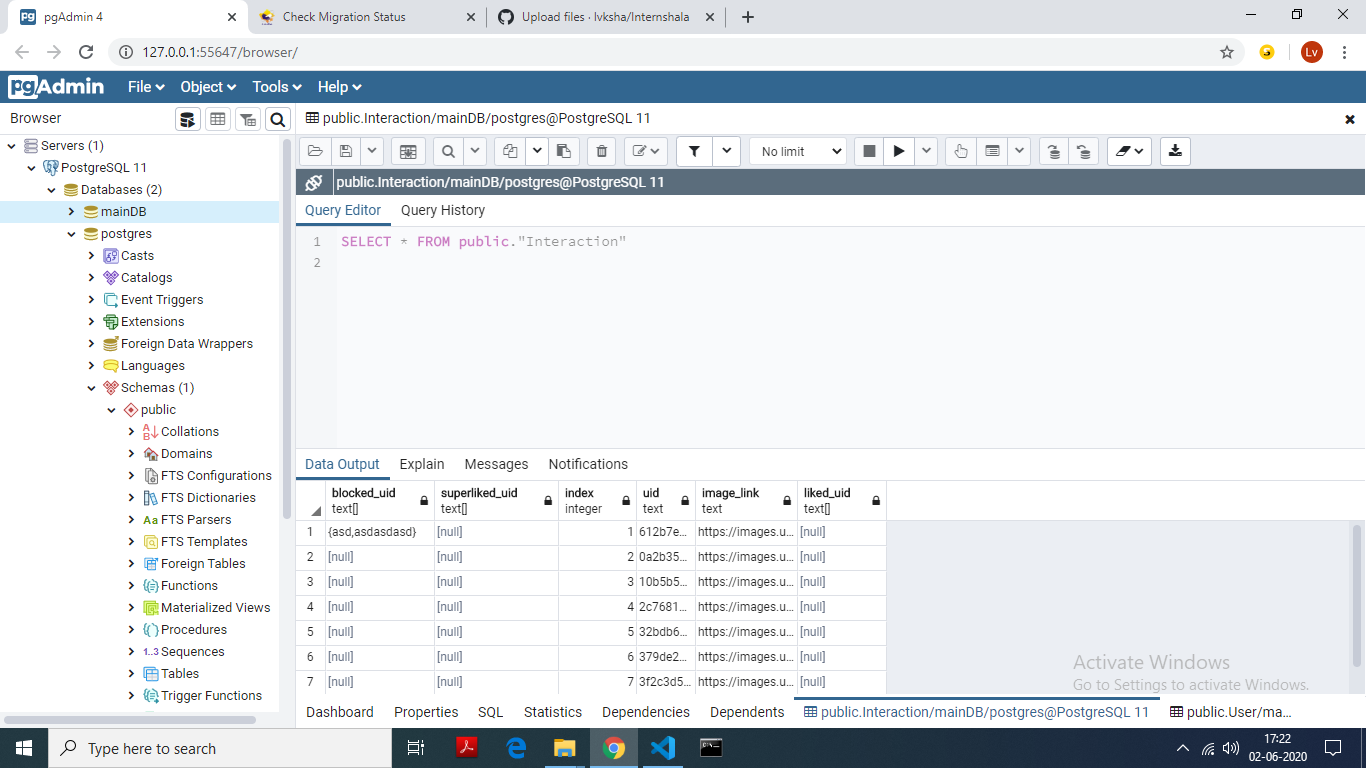 pgAdmin 4
Check Migration Status
Upload files · lvksha/Internshala
127.0.0.1:55647/browser/
Lv
pgAdmin File Object Tools Help
Browser
public.Interaction/mainDB/postgres@PostgreSQL 11
Servers (1)
PostgreSQL 11
Databases (2)
mainDB
postgres
Casts
Catalogs
Event Triggers
Extensions
Foreign Data Wrappers
Languages
Schemas (1)
public
Collations
Domains
FTS Configurations
FTS Dictionaries
FTS Parsers
FTS Templates
Foreign Tables
Functions
Materialized Views
Procedures
1..3 Sequences
Tables
Trigger Functions
No limit
public.Interaction/mainDB/postgres@PostgreSQL 11
Query Editor Query History
1 SELECT * FROM public."Interaction"
2
Data Output Explain Messages Notifications
blocked_uid superliked_uid index uid image_link liked_uid
text[] text[] integer text text text[]
1 {asd,asdasdasd} [null] 1 612b7e... https://images.u... [null]
2 [null] [null] 2 0a2b35... https://images.u... [null]
3 [null] [null] 3 10b5b5... https://images.u... [null]
4 [null] [null] 4 2c7681... https://images.u... [null]
5 [null] [null] 5 32bdb6... https://images.u... [null]
6 [null] [null] 6 379de2... https://images.u... [null]
7 [null] [null] 7 3f2c3d5... https://images.u... [null]
Activate Windows
Go to Settings to activate Windows.
Dashboard Properties SQL Statistics Dependencies Dependents public.Interaction/mainDB/postgres@PostgreSQL 11 public.User/ma...
Type here to search
17:22
02-06-2020